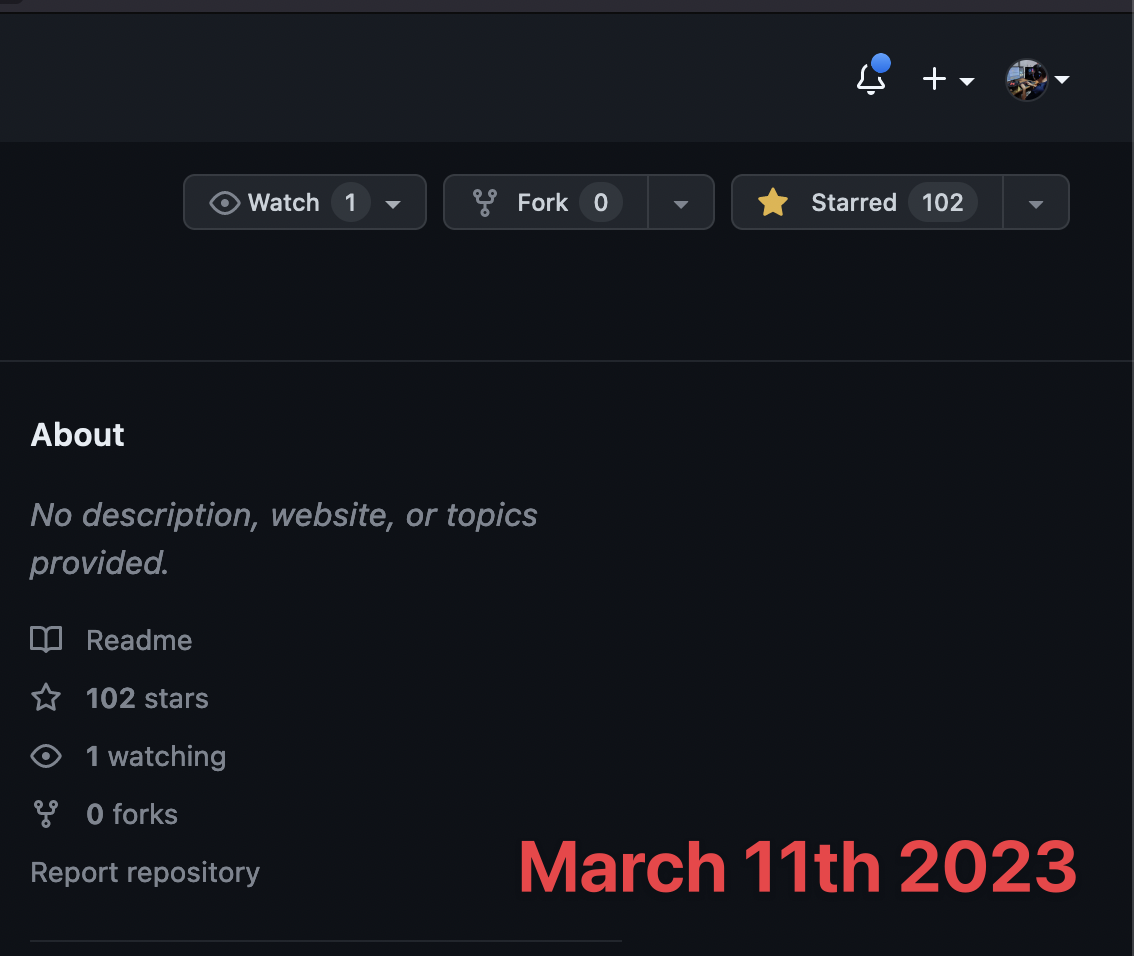 Watch 1
Fork 0
Starred 102
About
No description, website, or topics
provided.
Readme
102 stars
1 watching
0 forks
Report repository
March 11th 2023